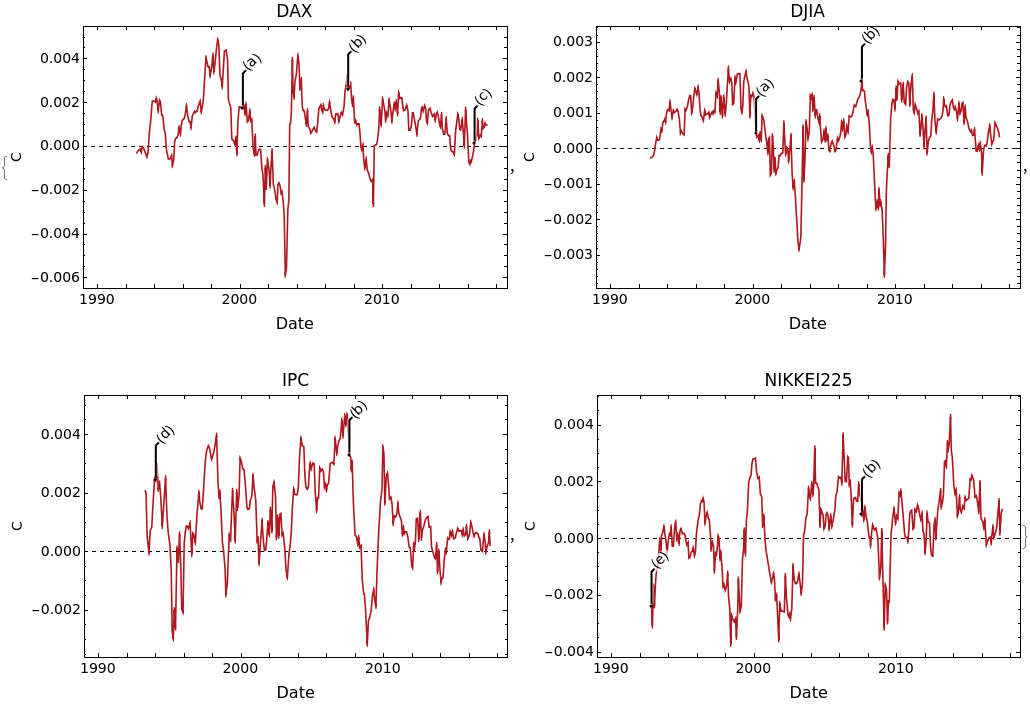 DAX
0.004
0.002
0.000
−0.002
−0.004
−0.006
C
(a)
(b)
(c)
1990 2000 2010
Date
{
,
DJIA
0.003
0.002
0.001
0.000
−0.001
−0.002
−0.003
C
(a)
(b)
1990 2000 2010
Date
,
IPC
0.004
0.002
0.000
−0.002
C
(d)
(b)
1990 2000 2010
Date
,
NIKKEI225
0.004
0.002
0.000
−0.002
−0.004
C
(e)
(b)
1990 2000 2010
Date
}